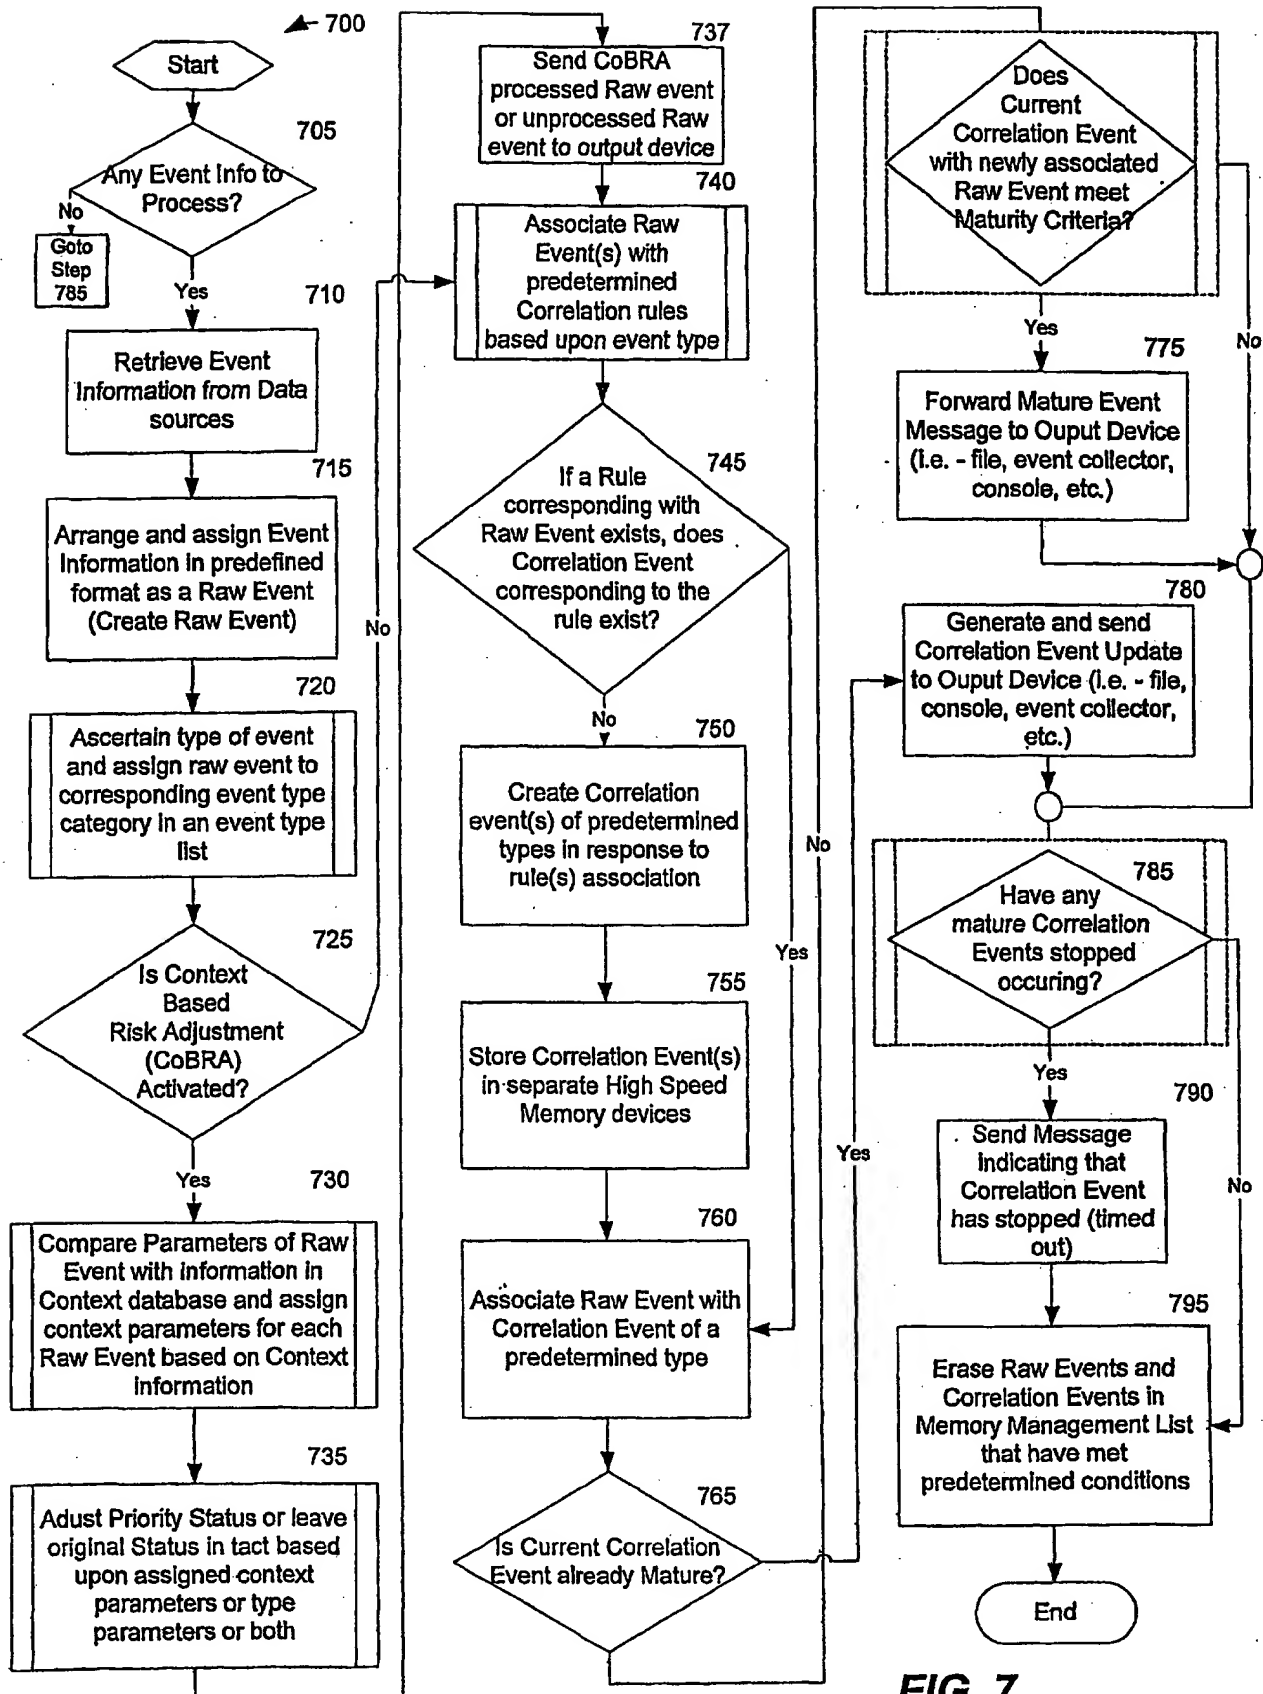 700
Start
705
Any Event Info to
Process?
No
Goto
Step
785
Yes
710
Retrieve Event
Information from Data
sources
715
Arrange and assign Event
Information in predefined
format as a Raw Event
(Create Raw Event)
720
Ascertain type of event
and assign raw event to
corresponding event type
category in an event type
list
725
Is Context
Based
Risk Adjustment
(CoBRA)
Activated?
No
Yes
730
Compare Parameters of Raw
Event with information in
Context database and assign
context parameters for each
Raw Event based on Context
information
735
Adust Priority Status or leave
original Status in tact based
upon assigned context
parameters or type
parameters or both
737
Send CoBRA
processed Raw event
or unprocessed Raw
event to output device
740
Associate Raw
Event(s) with
predetermined
Correlation rules
based upon event type
745
If a Rule
corresponding with
Raw Event exists, does
Correlation Event
corresponding to the
rule exist?
No
Yes
750
Create Correlation
event(s) of predetermined
types in response to
rule(s) association
755
Store Correlation Event(s)
in separate High Speed
Memory devices
760
Associate Raw Event with
Correlation Event of a
predetermined type
765
Is Current Correlation
Event already Mature?
No
Yes
Does
Current
Correlation Event
with newly associated
Raw Event meet
Maturity Criteria?
Yes
No
775
Forward Mature Event
Message to Ouput Device
(i.e. - file, event collector,
console, etc.)
780
Generate and send
Correlation Event Update
to Ouput Device (i.e. - file,
console, event collector,
etc.)
785
Have any
mature Correlation
Events stopped
occuring?
Yes
No
790
Send Message
indicating that
Correlation Event
has stopped (timed
out)
795
Erase Raw Events and
Correlation Events in
Memory Management List
that have met
predetermined conditions
End
FIG. 7